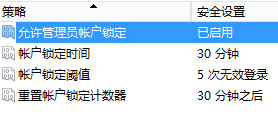 策略 安全设置
允许管理员帐户锁定 已启用
帐户锁定时间 30 分钟
帐户锁定阈值 5 次无效登录
重置帐户锁定计数器 30 分钟之后